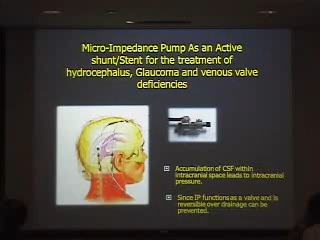 Micro-Impedance Pump As an Active
shunt/Stent for the treatment of
hydrocephalus, Glaucoma and venous valve
deficiencies
Accumulation of CSF within
intracranial space leads to intracranial
pressure.
Since IP functions as a valve and is
reversible over drainage can be
prevented.